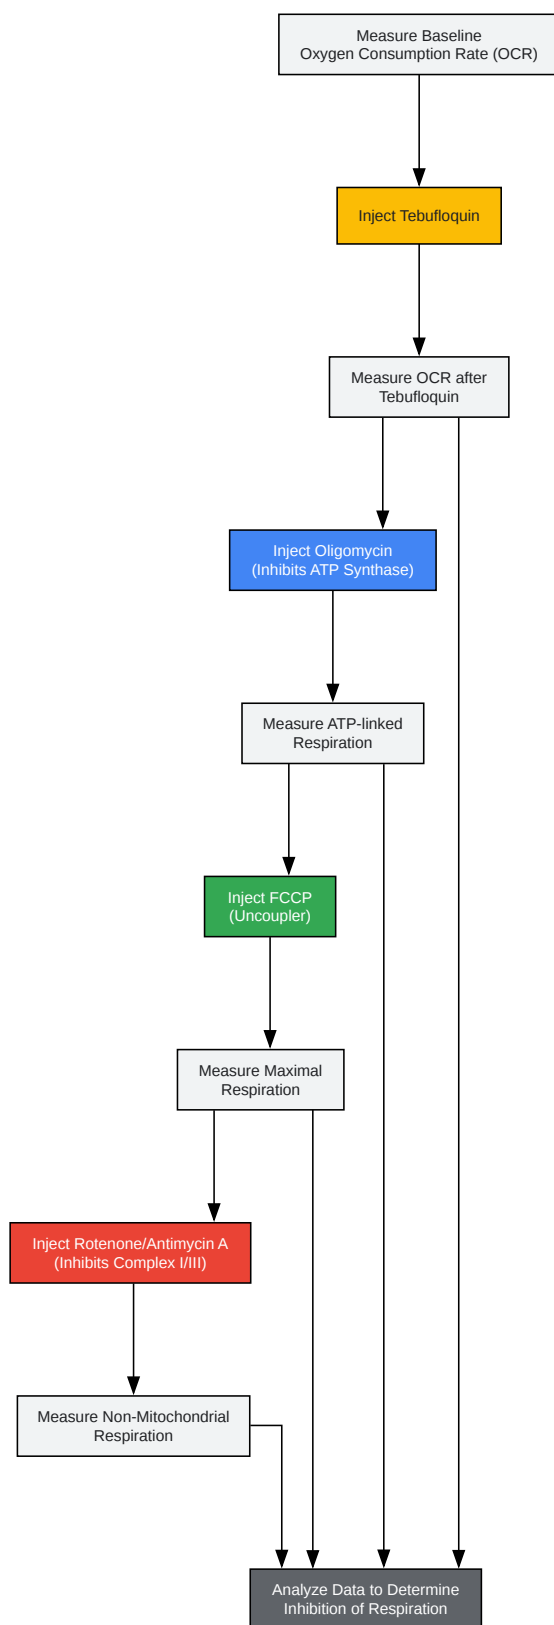 Measure Baseline
Oxygen Consumption Rate (OCR)
Inject Tebufloquin
Measure OCR after
Tebufloquin
Inject Oligomycin
(Inhibits ATP Synthase)
Measure ATP-linked
Respiration
Inject FCCP
(Uncoupler)
Measure Maximal
Respiration
Inject Rotenone/Antimycin A
(Inhibits Complex I/III)
Measure Non-Mitochondrial
Respiration
Analyze Data to Determine
Inhibition of Respiration